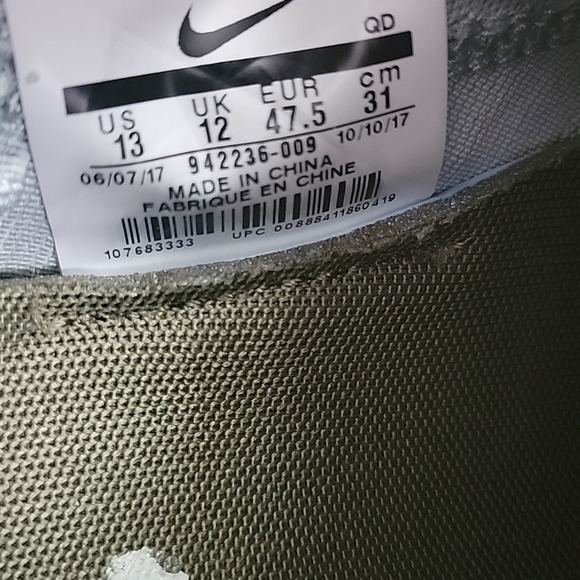 QD
US UK EUR cm
13 12 47.5 31
06/07/17 942236-009 10/10/17
MADE IN CHINA
FABRIQUE EN CHINE
107683333 UPC 00888411860419